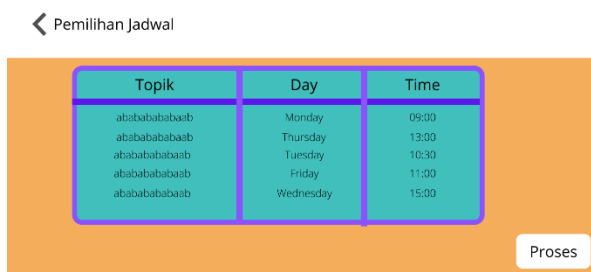 Pemilihan Jadwal
Topik Day Time
abababababaab Monday 09:00
abababababaab Thursday 13:00
abababababaab Tuesday 10:30
abababababaab Friday 11:00
abababababaab Wednesday 15:00
Proses